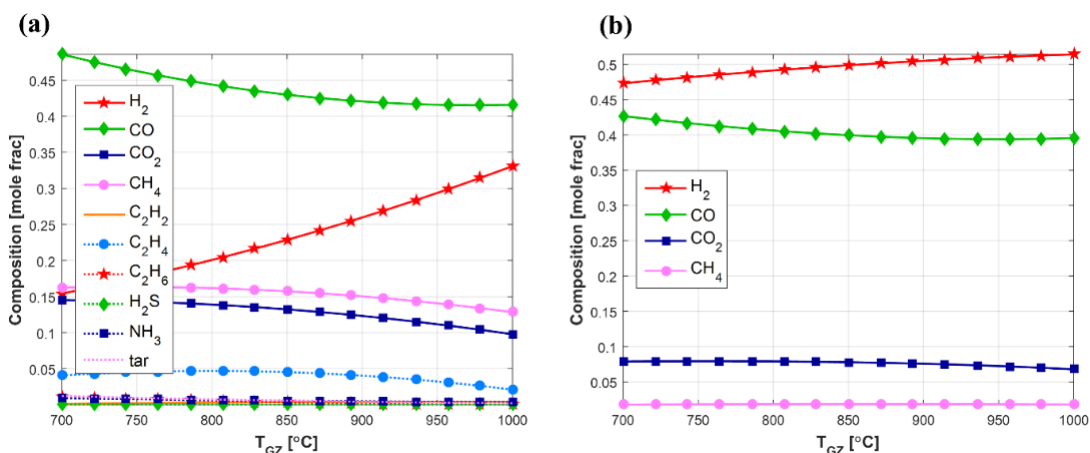 (a)
Composition [mole frac]
0.45
0.4
0.35
0.3
0.25
0.2
0.15
0.1
0.05
H2
CO
CO2
CH4
C2H2
C2H4
C2H6
H2S
NH3
tar
700 750 800 850 900 950 1000
TGZ [°C]
(b)
Composition [mole frac]
0.5
0.45
0.4
0.35
0.3
0.25
0.2
0.15
0.1
0.05
H2
CO
CO2
CH4
700 750 800 850 900 950 1000
TGZ [°C]